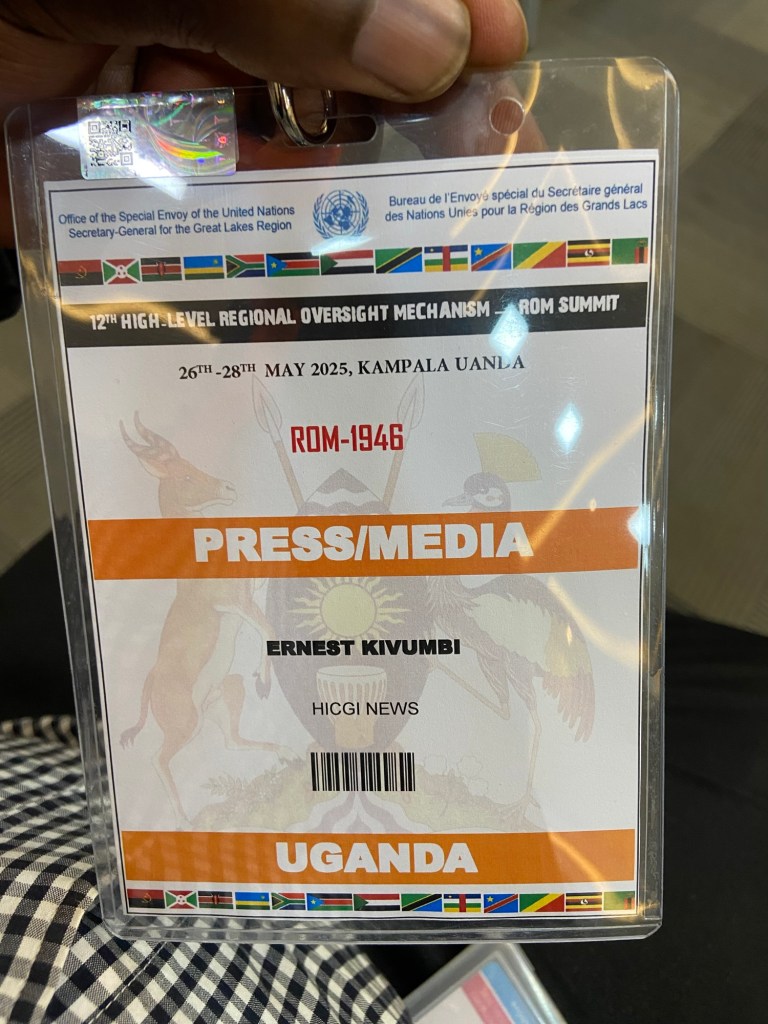 Office of the Special Envoy of the United Nations
Secretary-General for the Great Lakes Region
Bureau de l'Envoyé spécial du Secrétaire général
des Nations Unies pour la Région des Grands Lacs
12TH HIGH-LEVEL REGIONAL OVERSIGHT MECHANISM – ROM SUMMIT
26TH -28TH MAY 2025, KAMPALA UANDA
ROM-1946
PRESS/MEDIA
ERNEST KIVUMBI
HICGI NEWS
UGANDA